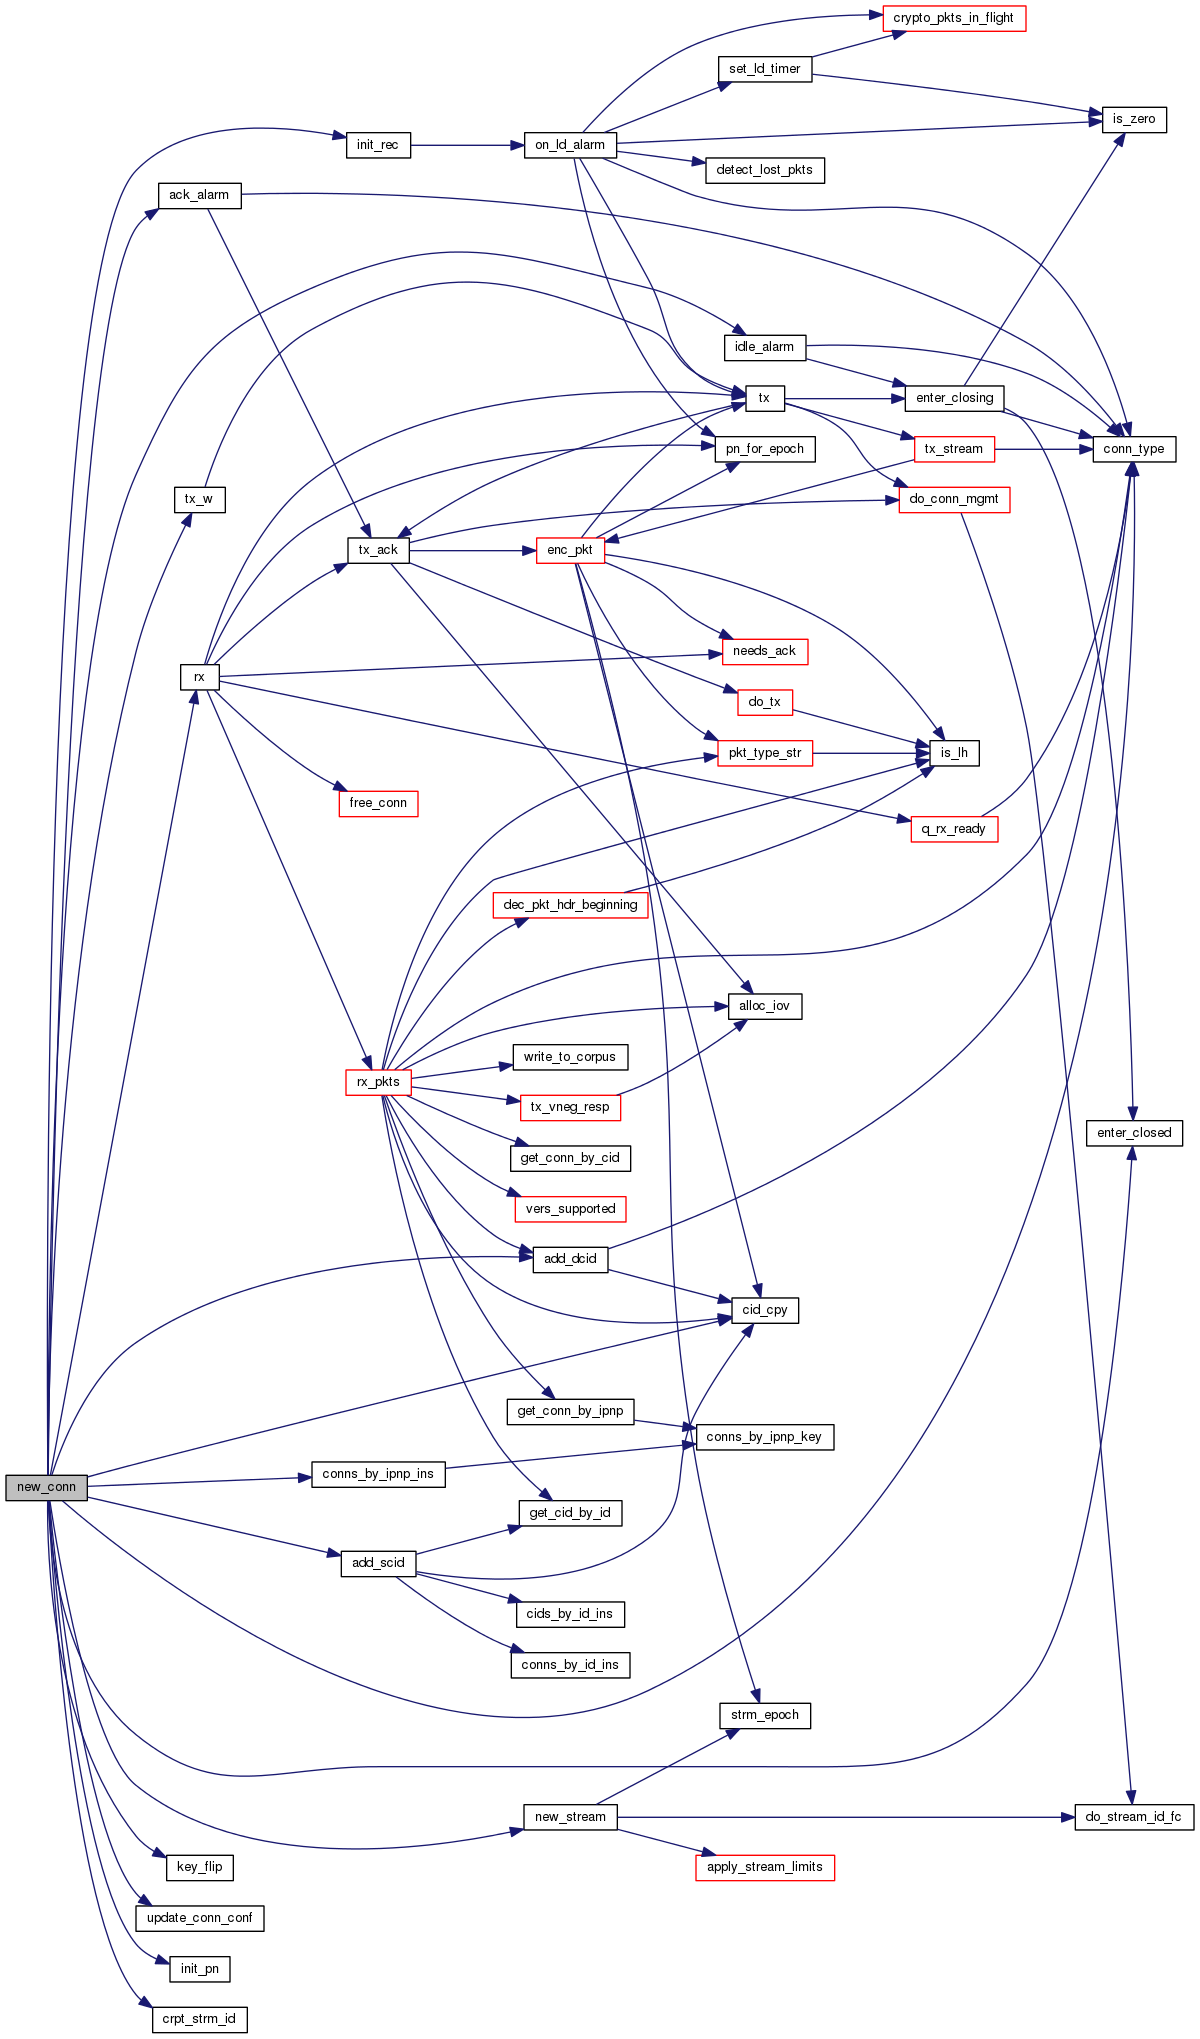 crypto_pkts_in_flight
set_ld_timer
is_zero
init_rec
on_ld_alarm
detect_lost_pkts
ack_alarm
idle_alarm
tx
enter_closing
pn_for_epoch
tx_stream
conn_type
tx_w
do_conn_mgmt
tx_ack
enc_pkt
needs_ack
rx
do_tx
pkt_type_str
is_lh
free_conn
q_rx_ready
dec_pkt_hdr_beginning
alloc_iov
write_to_corpus
rx_pkts
tx_vneg_resp
enter_closed
get_conn_by_cid
vers_supported
add_dcid
cid_cpy
get_conn_by_ipnp
conns_by_ipnp_key
conns_by_ipnp_ins
new_conn
get_cid_by_id
add_scid
cids_by_id_ins
conns_by_id_ins
strm_epoch
new_stream
do_stream_id_fc
key_flip
apply_stream_limits
update_conn_conf
init_pn
crpt_strm_id